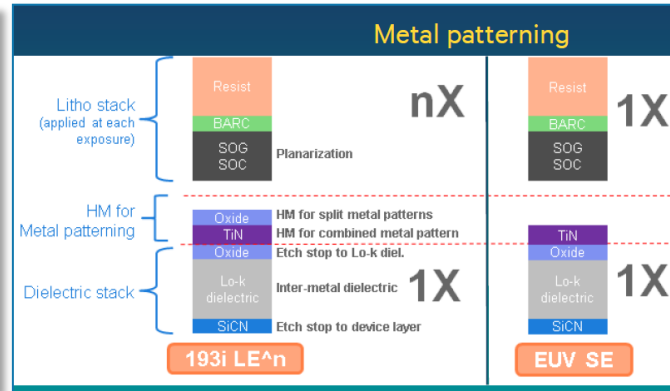 Metal patterning
Litho stack
(applied at each
exposure)
Resist
BARC
SOG
SOC
Planarization
nX
Resist
BARC
SOG
SOC
1X
HM for
Metal patterning
Oxide
HM for split metal patterns
TiN
HM for combined metal pattern
TiN
Dielectric stack
Oxide
Etch stop to Lo-k diel.
Lo-k
dielectric
Inter-metal dielectric
1X
SiCN
Etch stop to device layer
Oxide
Lo-k
dielectric
1X
SiCN
193i LE^n
EUV SE